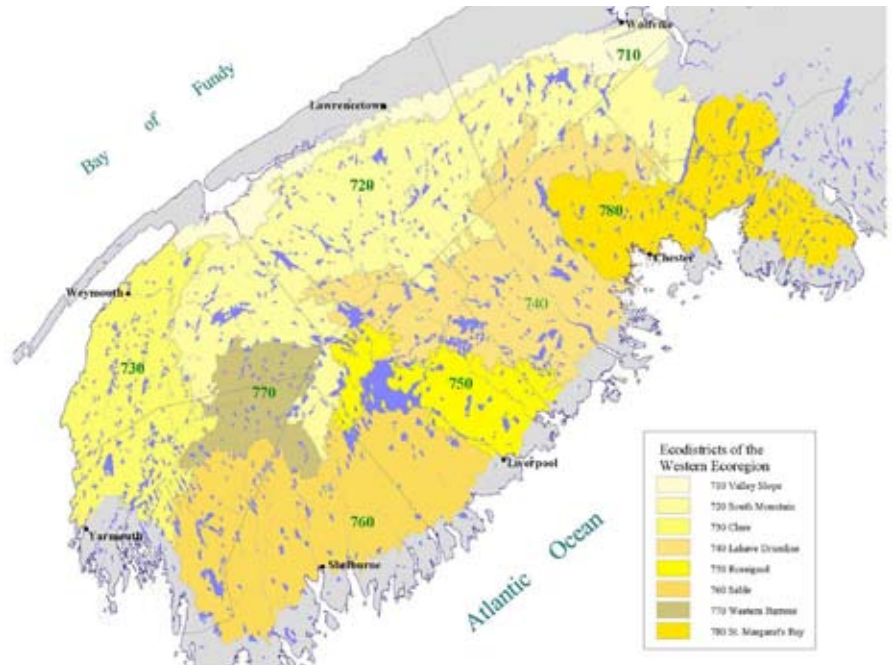 Wolfville
710
Bay of Fundy
Lawrencetown
720
780
Chester
Weymouth
740
730
770
750
Liverpool
Ecodistricts of the
Western Ecoregion
710 Valley Slope
720 South Mountain
730 Clare
740 Lahave Drumlins
750 Rossignol
760 Sable
770 Western Barrens
780 St. Margaret's Bay
760
Yarmouth
Shelburne
Atlantic Ocean